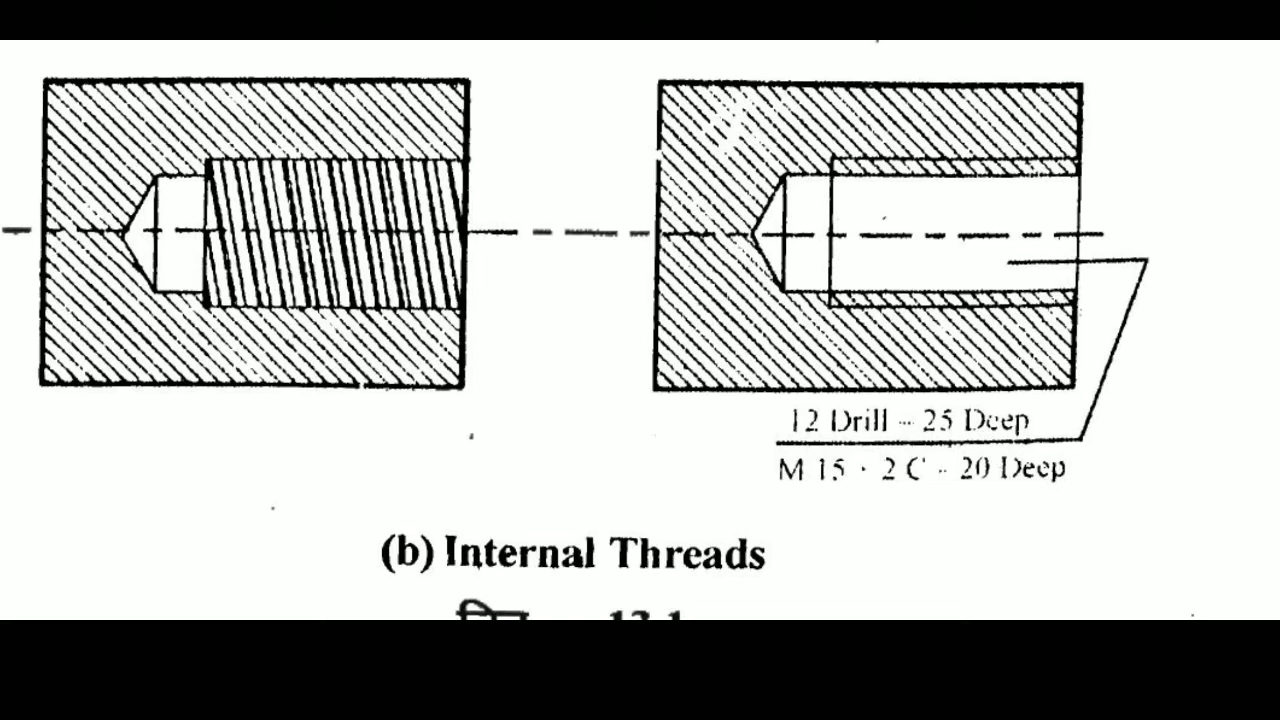 12 Drill - 25 Deep
M 15 · 2 C - 20 Deep
(b) Internal Threads